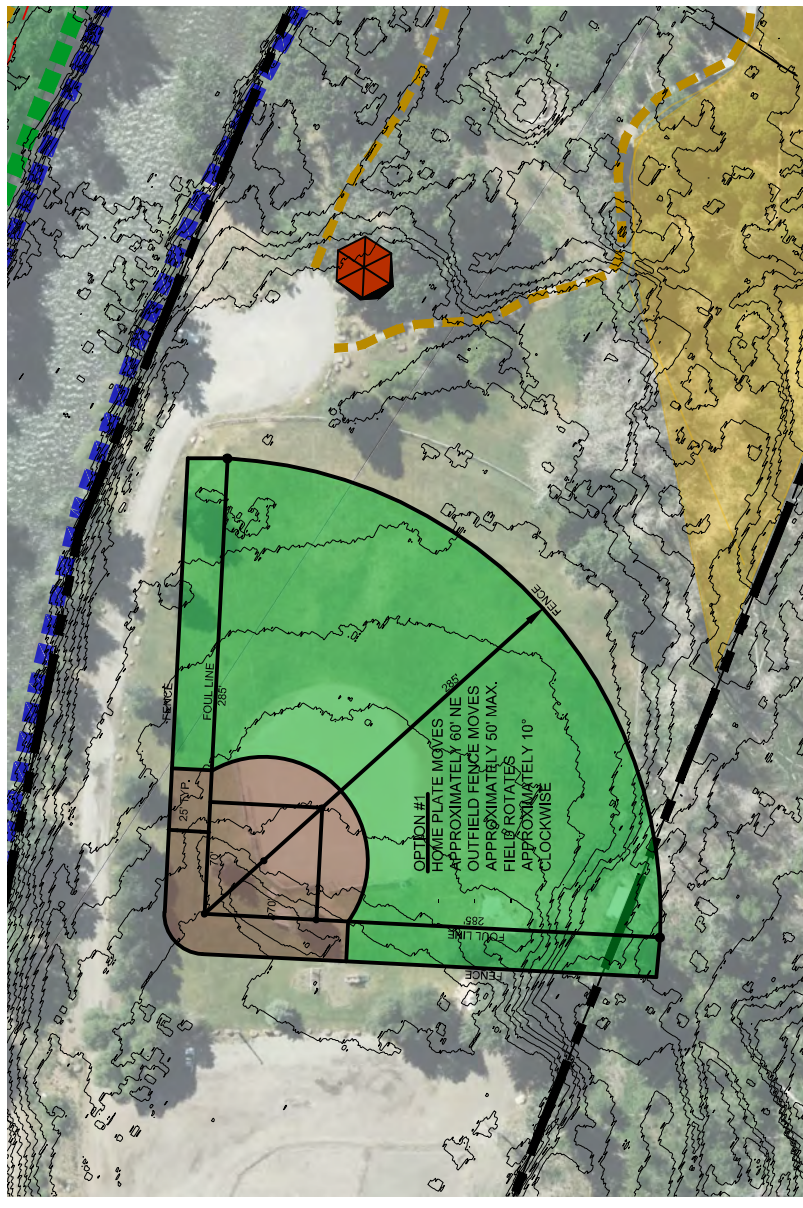 FENCE
285'
FENCE
FOUL LINE
285'
25' TYP.
70'
70'
OPTION #1
HOME PLATE MOVES
APPROXIMATELY 60' NE
OUTFIELD FENCE MOVES
APPROXIMATELY 50' MAX.
FIELD ROTATES
APPROXIMATELY 10°
CLOCKWISE
285'
FOUL LINE
FENCE